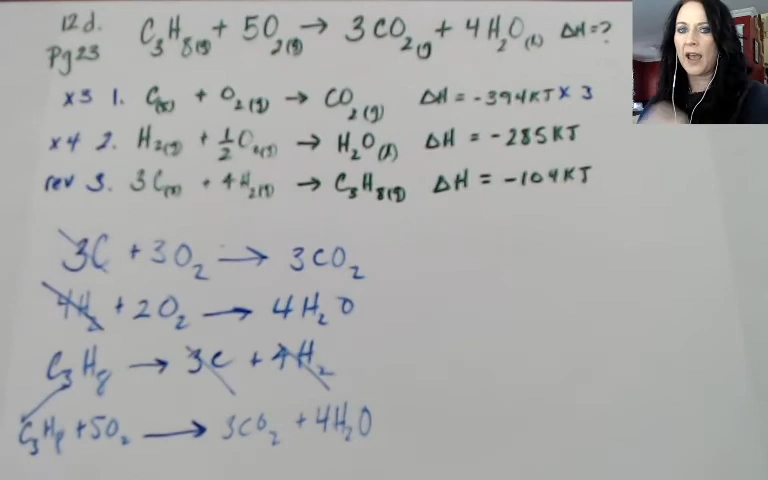 12d. C₃H₈(g) + 5O₂(g) → 3CO₂(g) + 4H₂O(l) ΔH = ?
Pg 23
x3 1. C(s) + O₂(g) → CO₂(g) ΔH = -394KJ x 3
x4 2. H₂(g) + ½O₂(g) → H₂O(l) ΔH = -285KJ
rev 3. 3C(s) + 4H₂(g) → C₃H₈(g) ΔH = -104KJ
3C + 3O₂ → 3CO₂
4H₂ + 2O₂ → 4H₂O
C₃H₈ → 3C + 4H₂
C₃H₈ + 5O₂ → 3CO₂ + 4H₂O